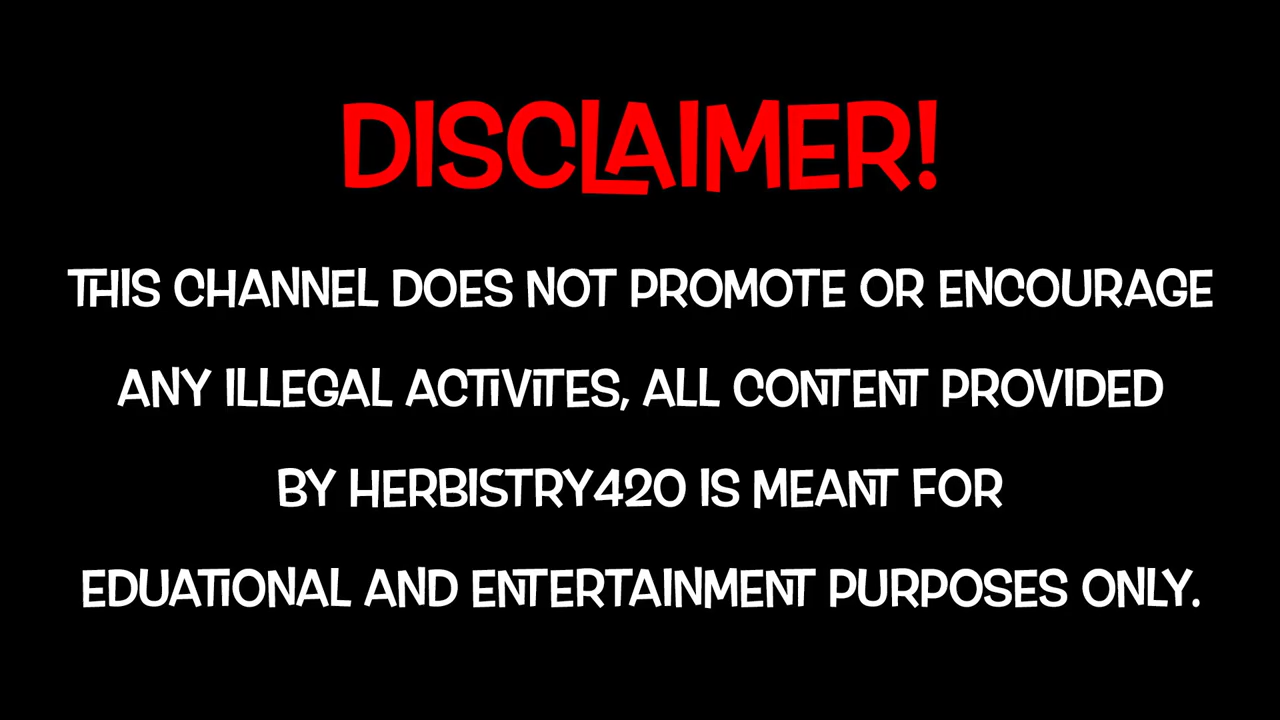 DISCLAIMER!
THIS CHANNEL DOES NOT PROMOTE OR ENCOURAGE
ANY ILLEGAL ACTIVITES, ALL CONTENT PROVIDED
BY HERBISTRY420 IS MEANT FOR
EDUATIONAL AND ENTERTAINMENT PURPOSES ONLY.